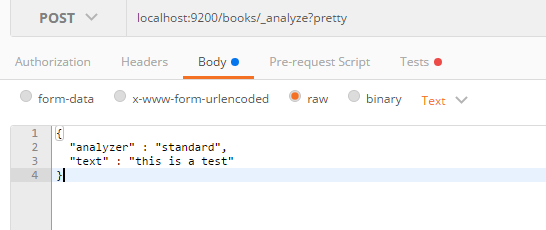 POST localhost:9200/books/_analyze?pretty
Authorization Headers Body Pre-request Script Tests
form-data x-www-form-urlencoded raw binary Text
1 {
2 "analyzer" : "standard",
3 "text" : "this is a test"
4 }